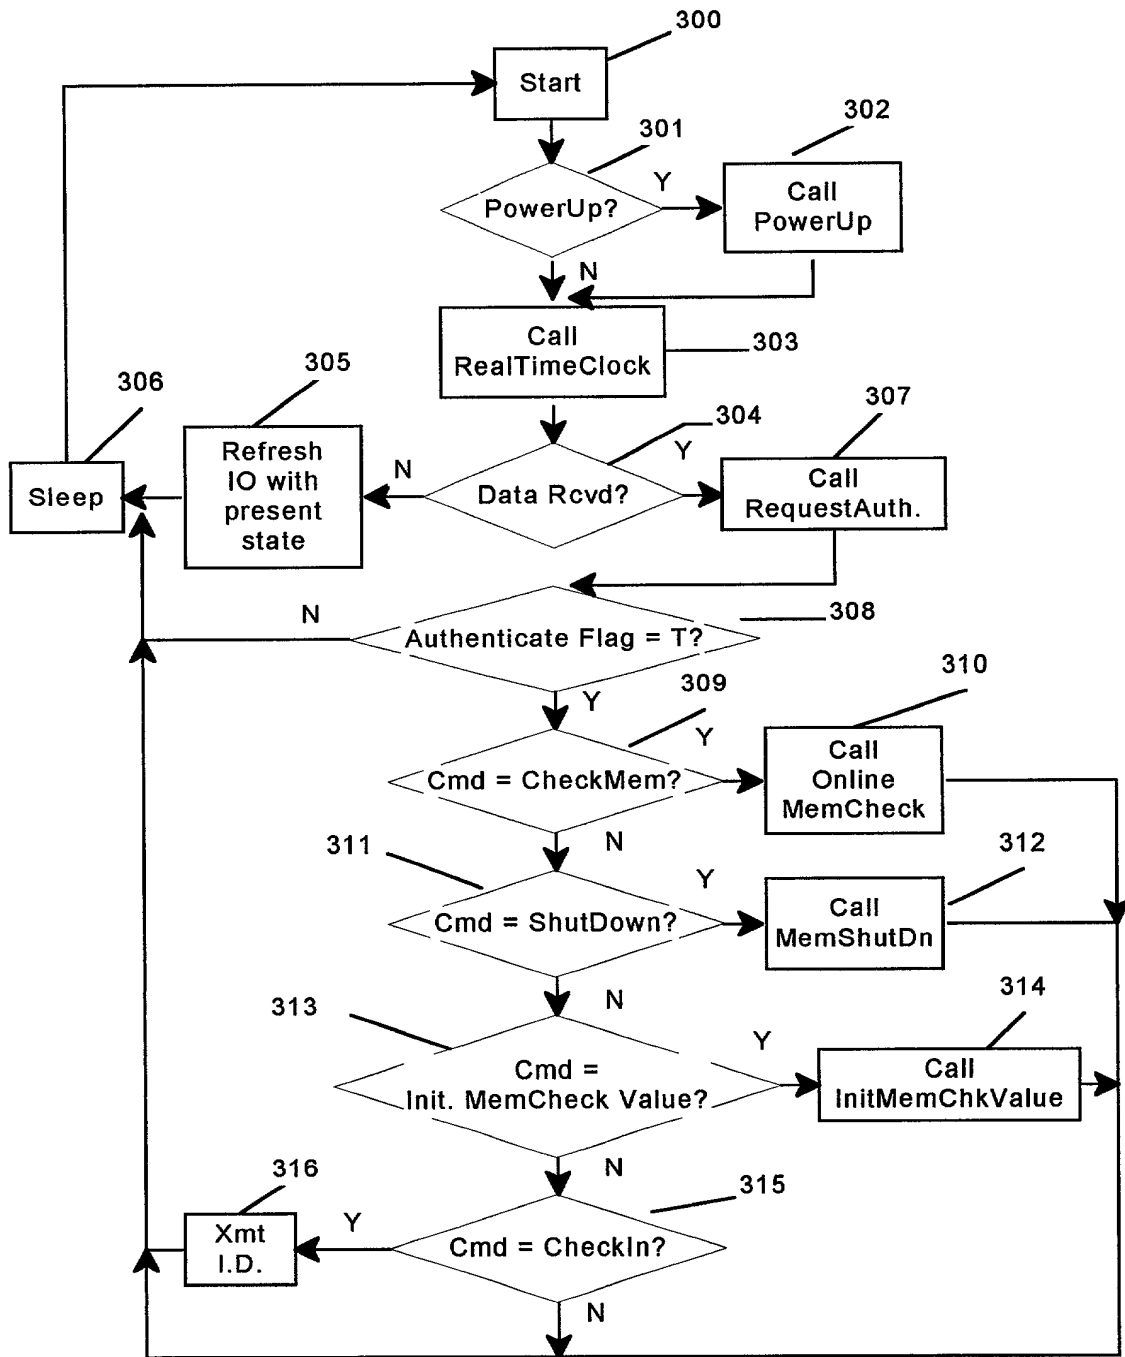 300
Start
301
302
PowerUp?
Y
Call
PowerUp
N
Call
RealTimeClock
303
306
305
304
307
Sleep
Refresh
IO with
present
state
N
Data Rcvd?
Y
Call
RequestAuth.
N
Authenticate Flag = T?
308
Y
309
310
Cmd = CheckMem?
Y
Call
Online
MemCheck
N
311
312
Cmd = ShutDown?
Y
Call
MemShutDn
N
313
314
Cmd =
Init. MemCheck Value?
Y
Call
InitMemChkValue
N
316
315
Xmt
I.D.
Y
Cmd = CheckIn?
N